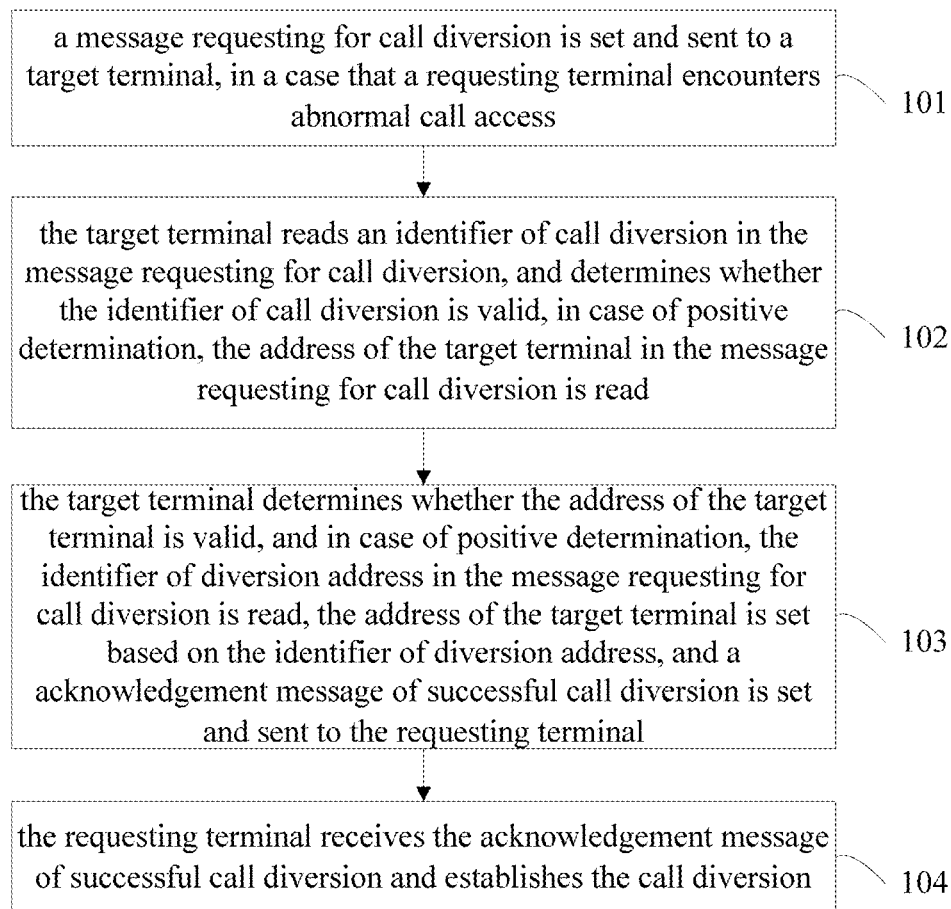 a message requesting for call diversion is set and sent to a
target terminal, in a case that a requesting terminal encounters
abnormal call access
101
the target terminal reads an identifier of call diversion in the
message requesting for call diversion, and determines whether
the identifier of call diversion is valid, in case of positive
determination, the address of the target terminal in the message
requesting for call diversion is read
102
the target terminal determines whether the address of the target
terminal is valid, and in case of positive determination, the
identifier of diversion address in the message requesting for
call diversion is read, the address of the target terminal is set
based on the identifier of diversion address, and a
acknowledgement message of successful call diversion is set
and sent to the requesting terminal
103
the requesting terminal receives the acknowledgement message
of successful call diversion and establishes the call diversion
104